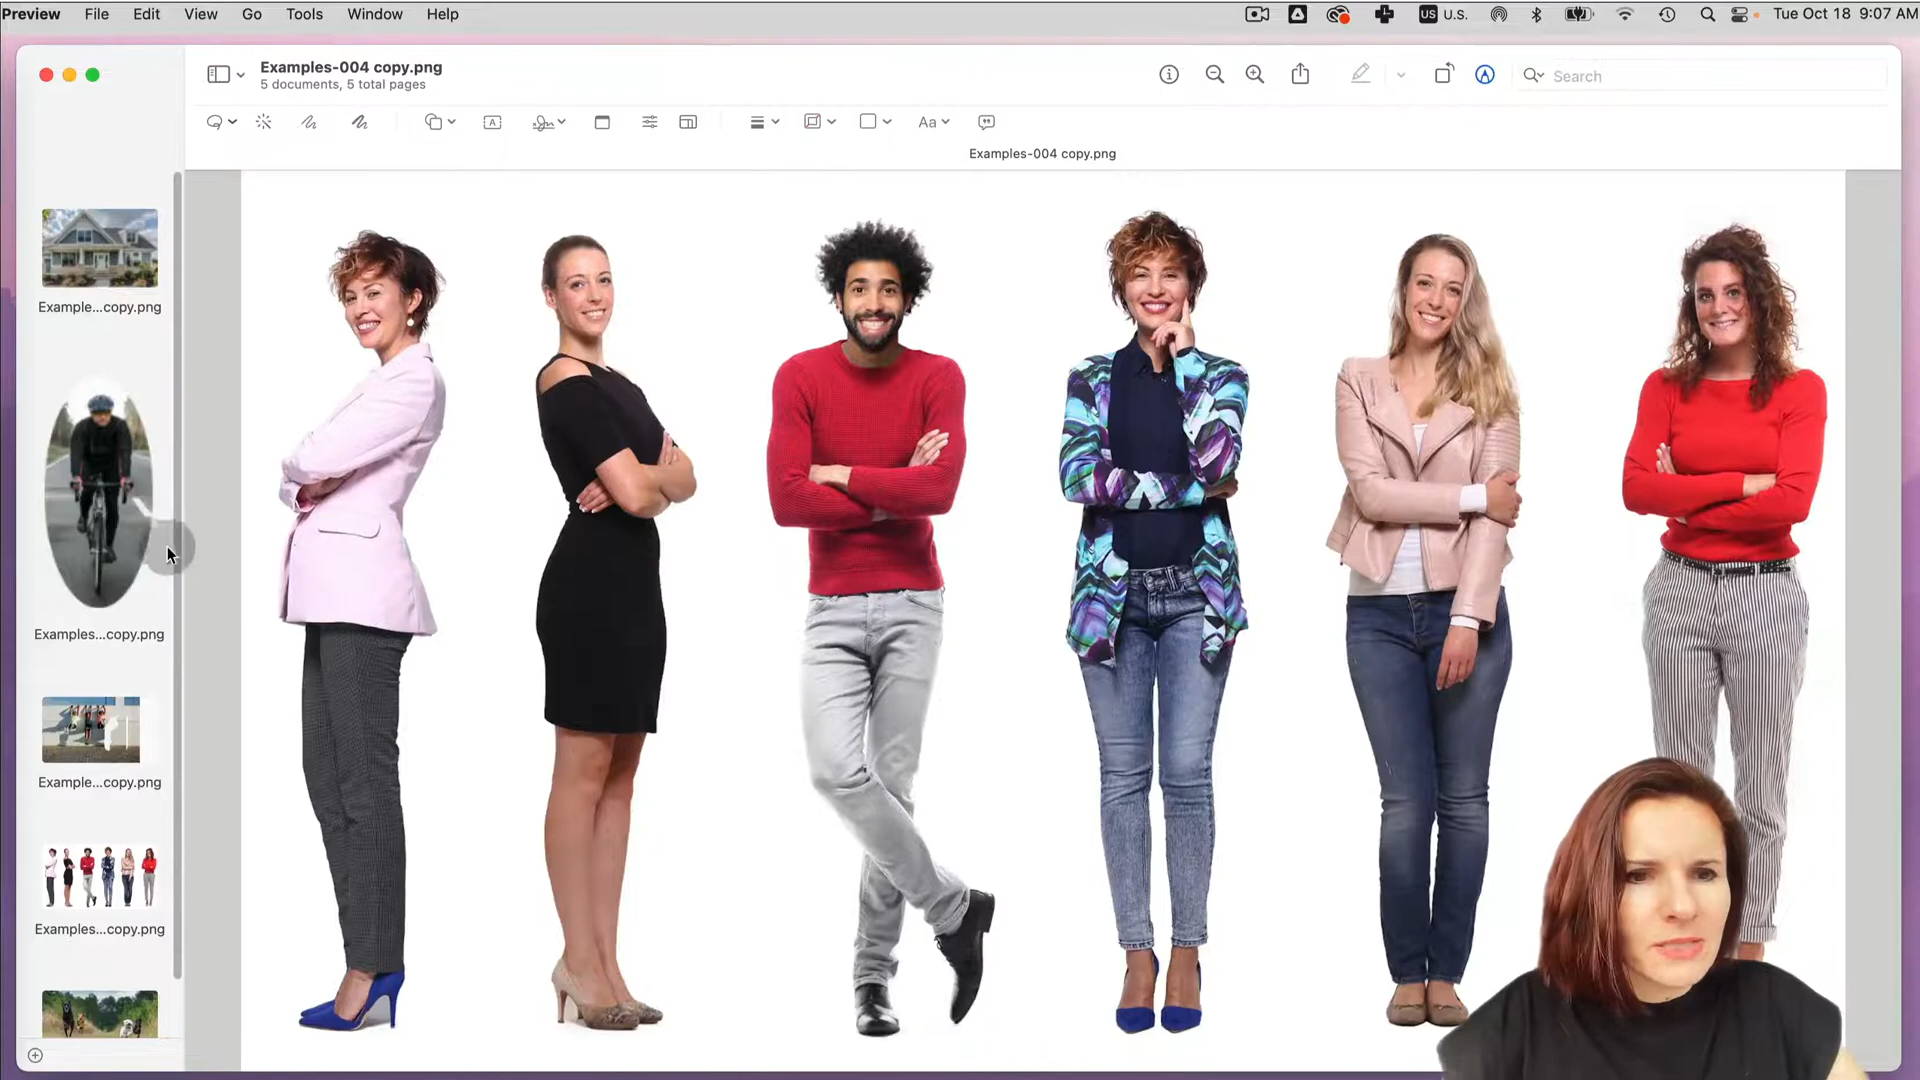 Preview File Edit View Go Tools Window Help
US U.S. Tue Oct 18 9:07 AM
Examples-004 copy.png
5 documents, 5 total pages
Search
A
Aa
Examples-004 copy.png
Example...copy.png
Examples...copy.png
Example...copy.png
Examples...copy.png